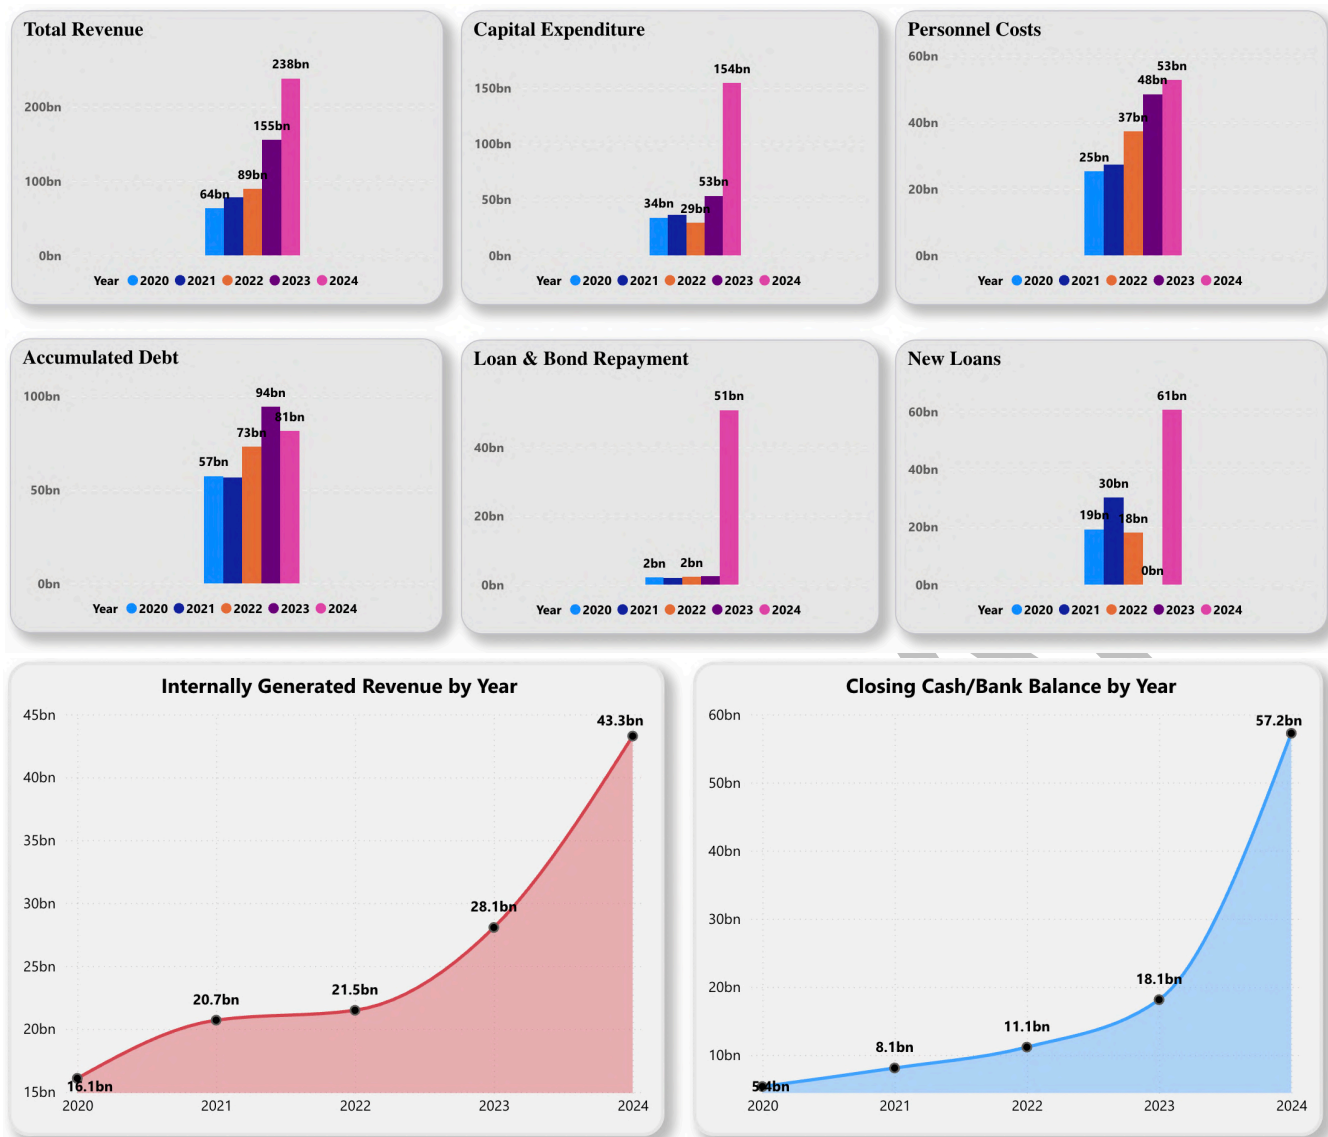 Total Revenue
200bn
100bn
0bn
64bn
89bn
155bn
238bn
Year 2020 2021 2022 2023 2024
Capital Expenditure
150bn
100bn
50bn
0bn
34bn
29bn
53bn
154bn
Year 2020 2021 2022 2023 2024
Personnel Costs
60bn
40bn
20bn
0bn
25bn
37bn
48bn
53bn
Year 2020 2021 2022 2023 2024
Accumulated Debt
100bn
50bn
0bn
57bn
73bn
94bn
81bn
Year 2020 2021 2022 2023 2024
Loan & Bond Repayment
40bn
20bn
0bn
2bn
2bn
51bn
Year 2020 2021 2022 2023 2024
New Loans
60bn
40bn
20bn
0bn
19bn
30bn
18bn
0bn
61bn
Year 2020 2021 2022 2023 2024
Internally Generated Revenue by Year
45bn
40bn
35bn
30bn
25bn
20bn
15bn
16.1bn
20.7bn
21.5bn
28.1bn
43.3bn
2020 2021 2022 2023 2024
Closing Cash/Bank Balance by Year
60bn
50bn
40bn
30bn
20bn
10bn
5.4bn
8.1bn
11.1bn
18.1bn
57.2bn
2020 2021 2022 2023 2024